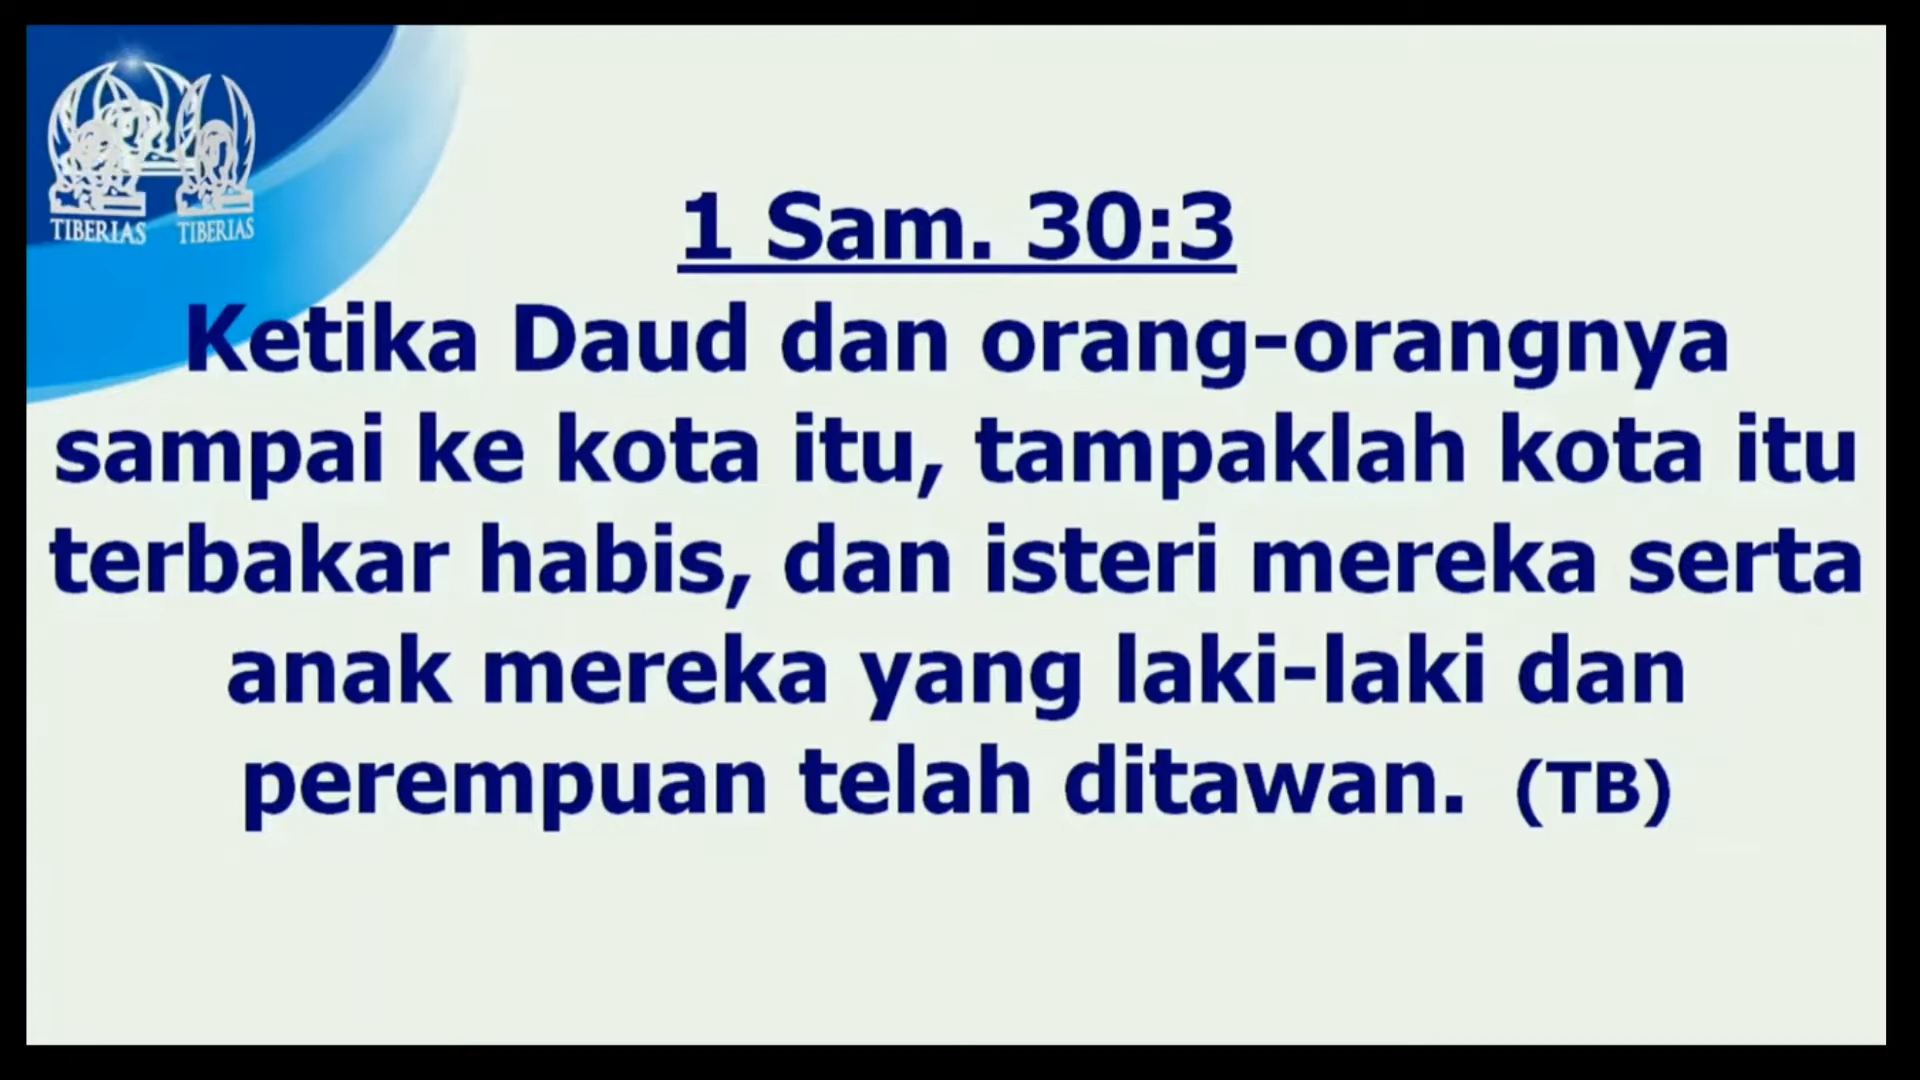 TIBERIAS TIBERIAS
1 Sam. 30:3
Ketika Daud dan orang-orangnya
sampai ke kota itu, tampaklah kota itu
terbakar habis, dan isteri mereka serta
anak mereka yang laki-laki dan
perempuan telah ditawan. (TB)